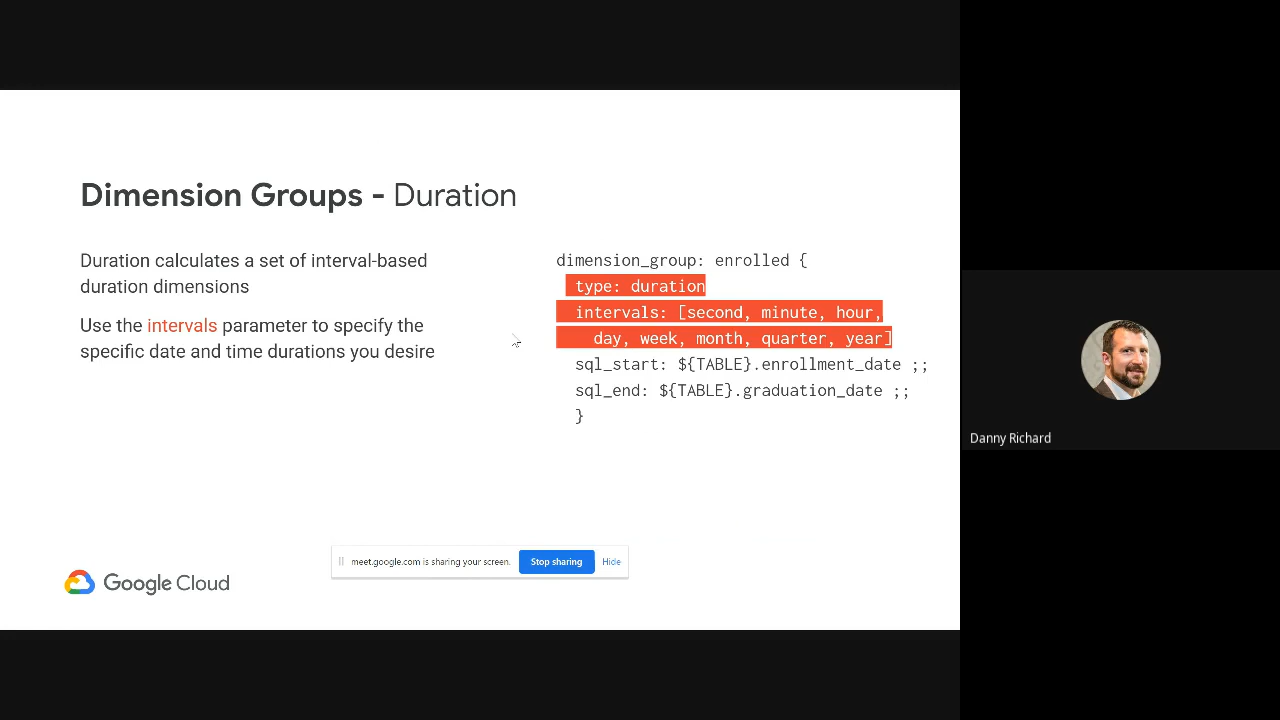 Dimension Groups - Duration
Duration calculates a set of interval-based
duration dimensions
Use the intervals parameter to specify the
specific date and time durations you desire
dimension_group: enrolled {
type: duration
intervals: [second, minute, hour,
day, week, month, quarter, year]
sql_start: ${TABLE}.enrollment_date ;;
sql_end: ${TABLE}.graduation_date ;;
}
Danny Richard
meet.google.com is sharing your screen. Stop sharing Hide
Google Cloud